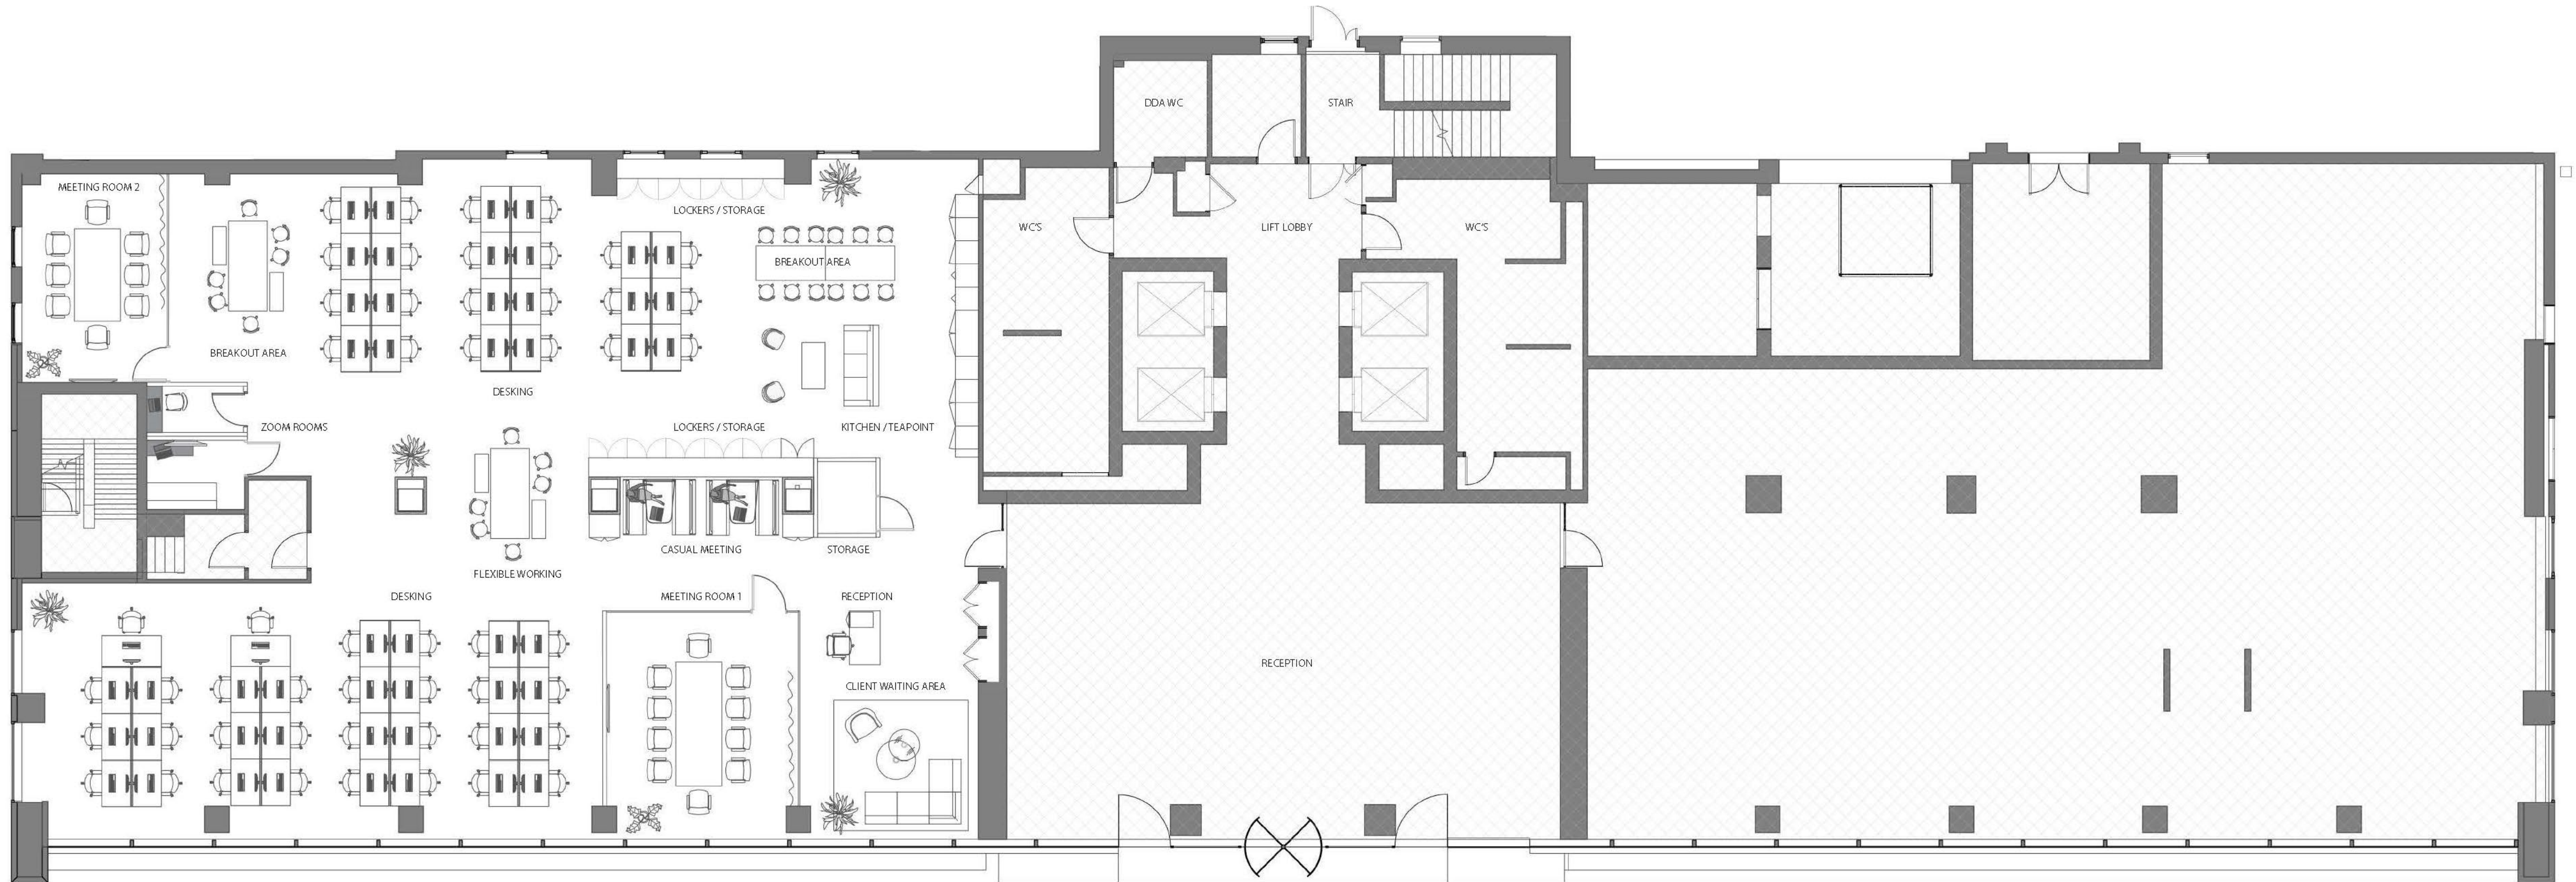 DDA WC
STAIR
MEETING ROOM 2
LOCKERS / STORAGE
WC'S
LIFT LOBBY
WC'S
BREAKOUT AREA
BREAKOUT AREA
DESKING
ZOOM ROOMS
LOCKERS / STORAGE
KITCHEN / TEAPOINT
CASUAL MEETING
STORAGE
FLEXIBLE WORKING
DESKING
MEETING ROOM 1
RECEPTION
RECEPTION
CLIENT WAITING AREA